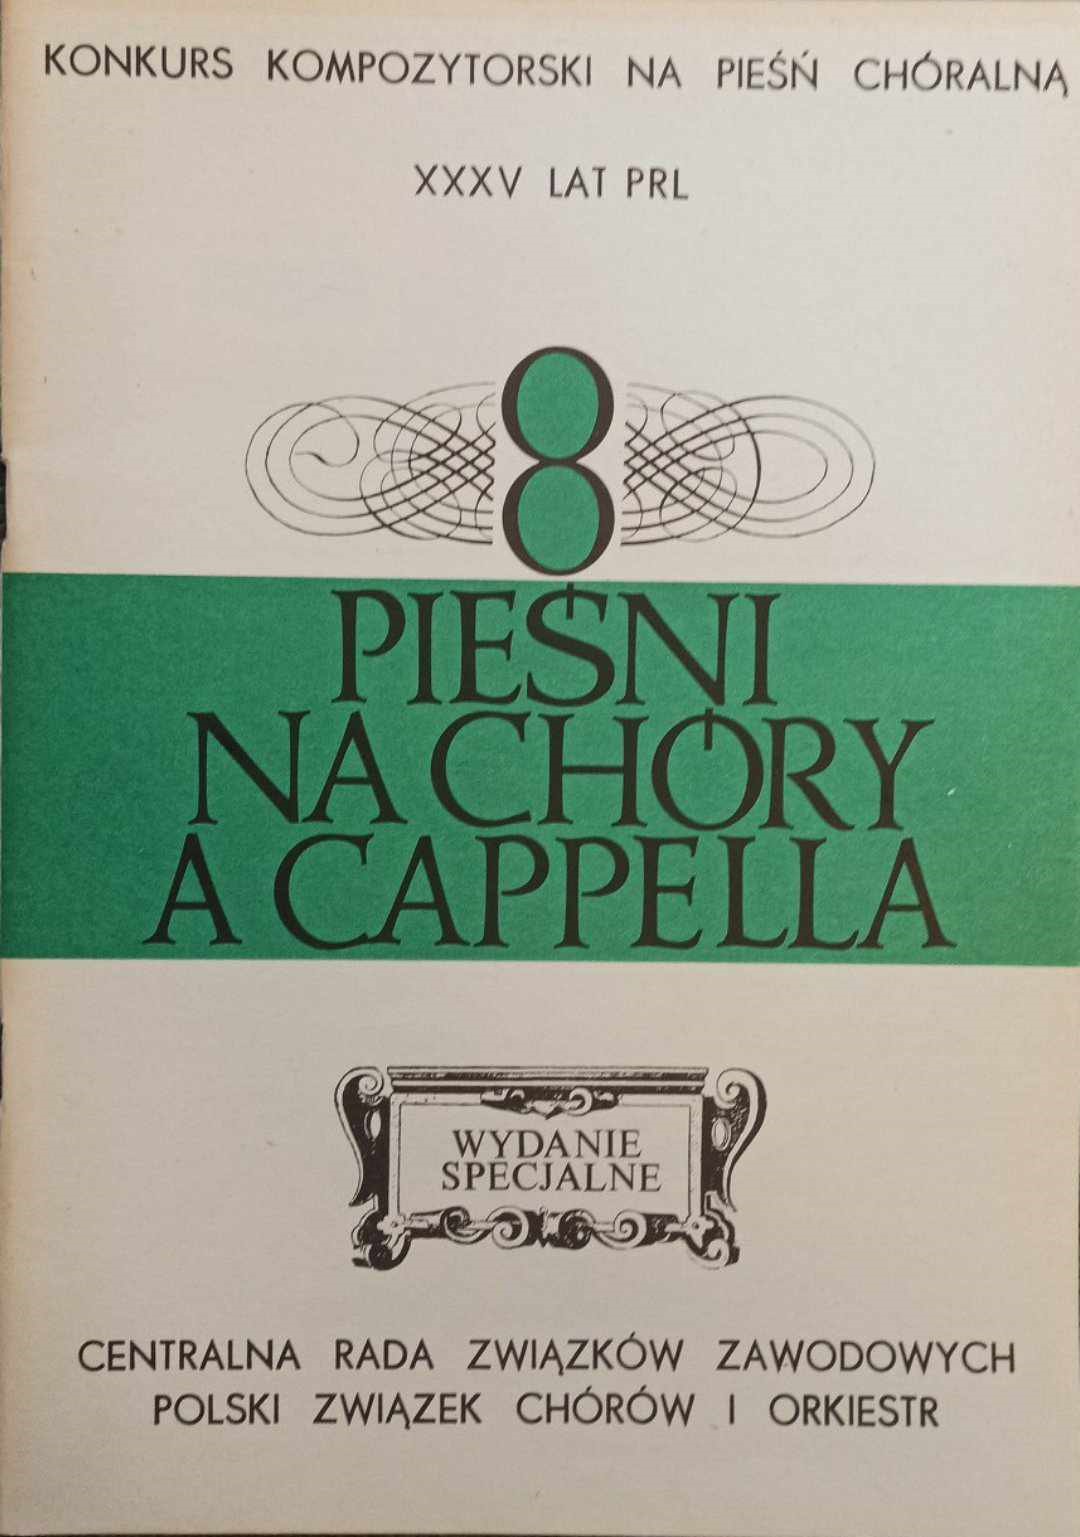 KONKURS KOMPOZYTORSKI NA PIEŚŃ CHÓRALNĄ
XXXV LAT PRL
8
PIEŚNI
NA CHÓRY
A CAPPELLA
WYDANIE
SPECJALNE
CENTRALNA RADA ZWIĄZKÓW ZAWODOWYCH
POLSKI ZWIĄZEK CHÓRÓW I ORKIESTR